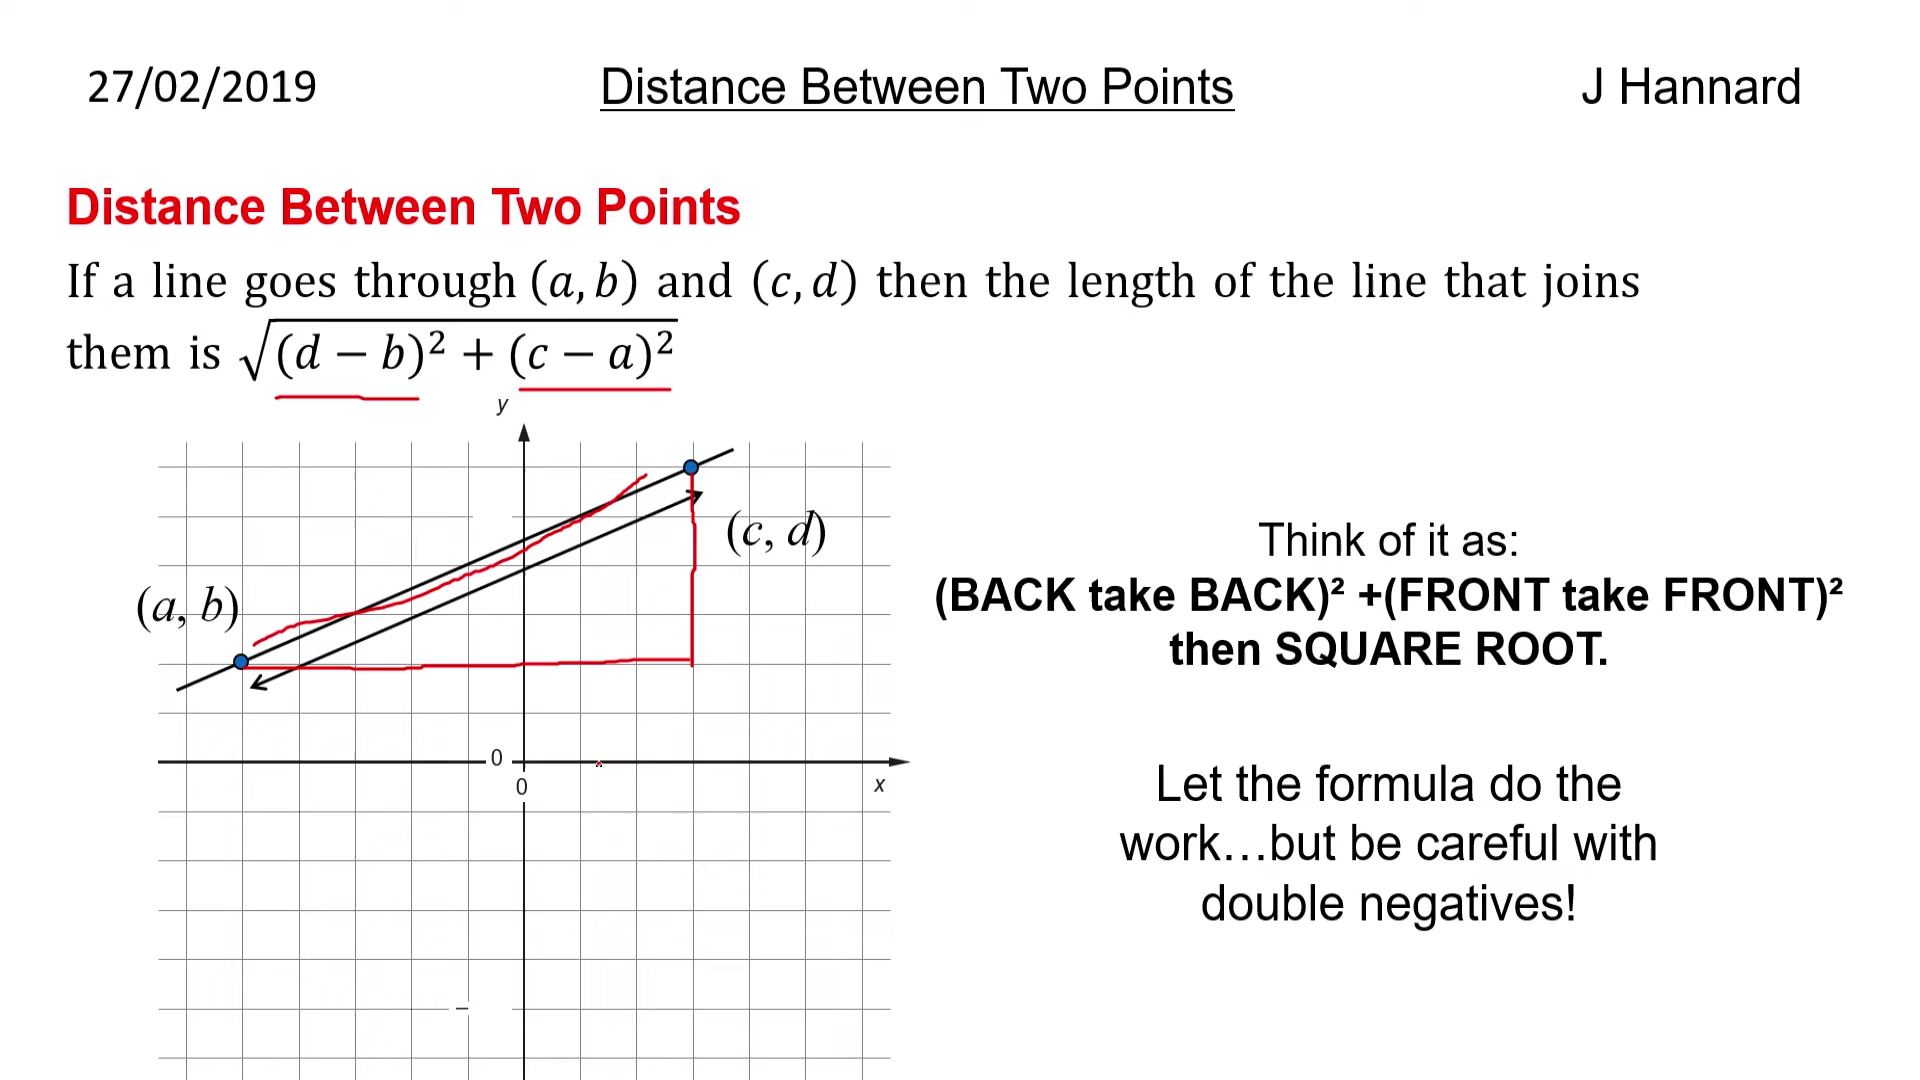 27/02/2019 Distance Between Two Points J Hannard
Distance Between Two Points
If a line goes through (a, b) and (c, d) then the length of the line that joins
them is √(d − b)² + (c − a)²
y
(c, d)
(a, b)
0
0
x
Think of it as:
(BACK take BACK)² +(FRONT take FRONT)²
then SQUARE ROOT.
Let the formula do the
work…but be careful with
double negatives!